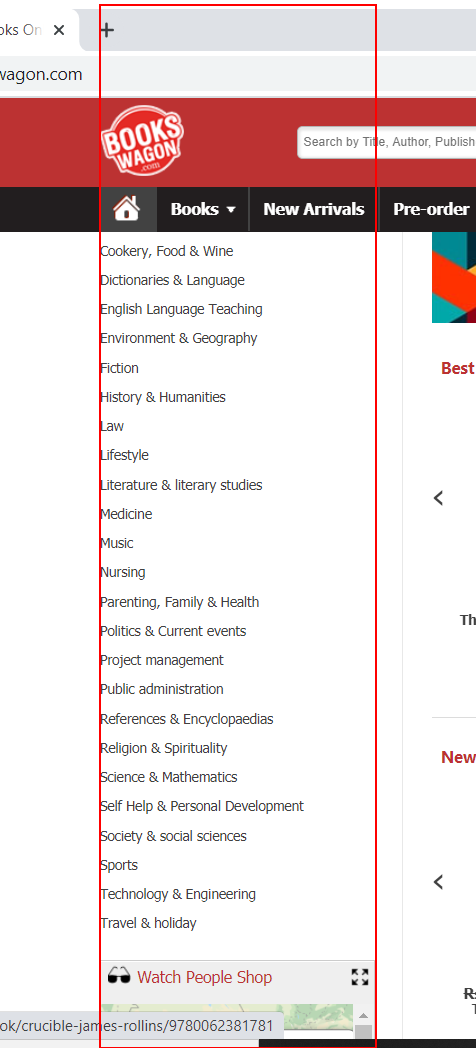 oks On
wagon.com
BOOKS
WAGON
.com
Search by Title, Author, Publish
Books
New Arrivals
Pre-order
Cookery, Food & Wine
Dictionaries & Language
English Language Teaching
Environment & Geography
Fiction
History & Humanities
Law
Lifestyle
Literature & literary studies
Medicine
Music
Nursing
Parenting, Family & Health
Politics & Current events
Project management
Public administration
References & Encyclopaedias
Religion & Spirituality
Science & Mathematics
Self Help & Personal Development
Society & social sciences
Sports
Technology & Engineering
Travel & holiday
Best
Th
New
Watch People Shop
ok/crucible-james-rollins/9780062381781